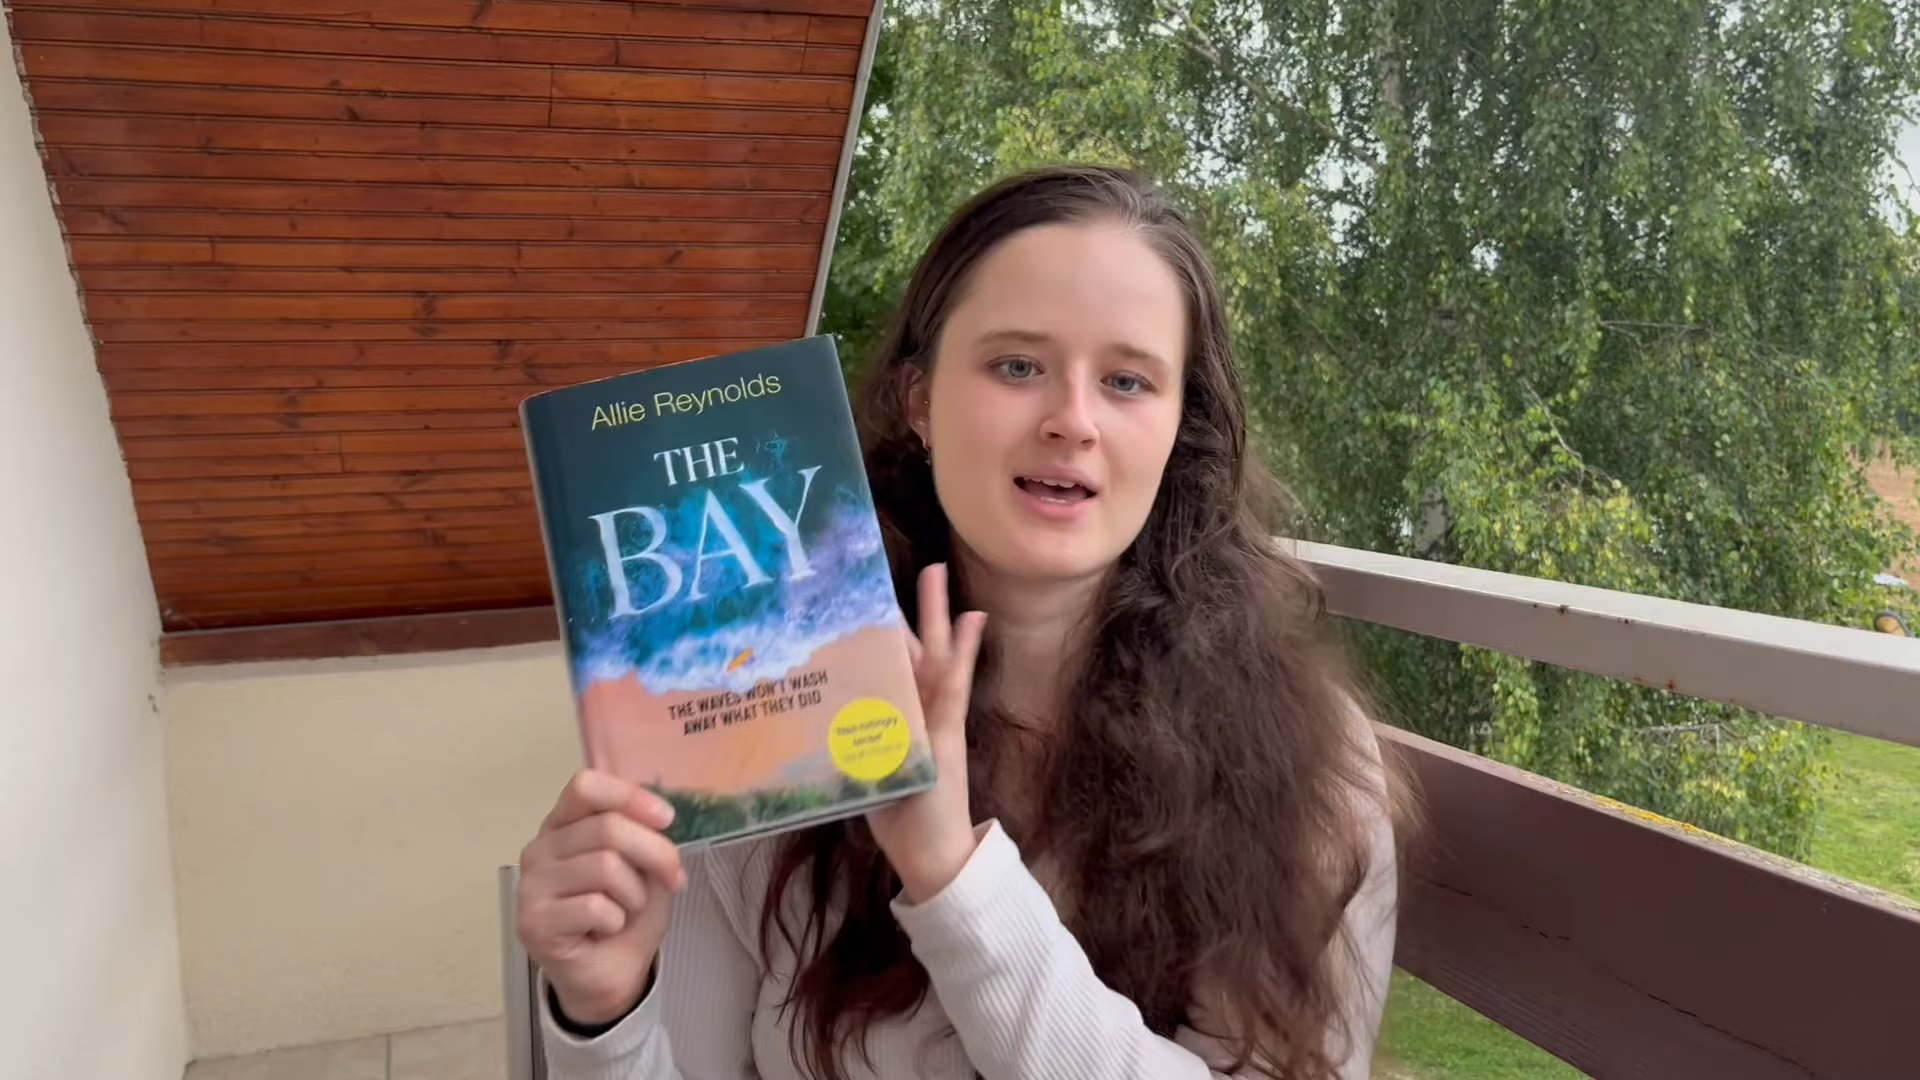 Allie Reynolds
THE
BAY
THE WAVES WON'T WASH
AWAY WHAT THEY DID